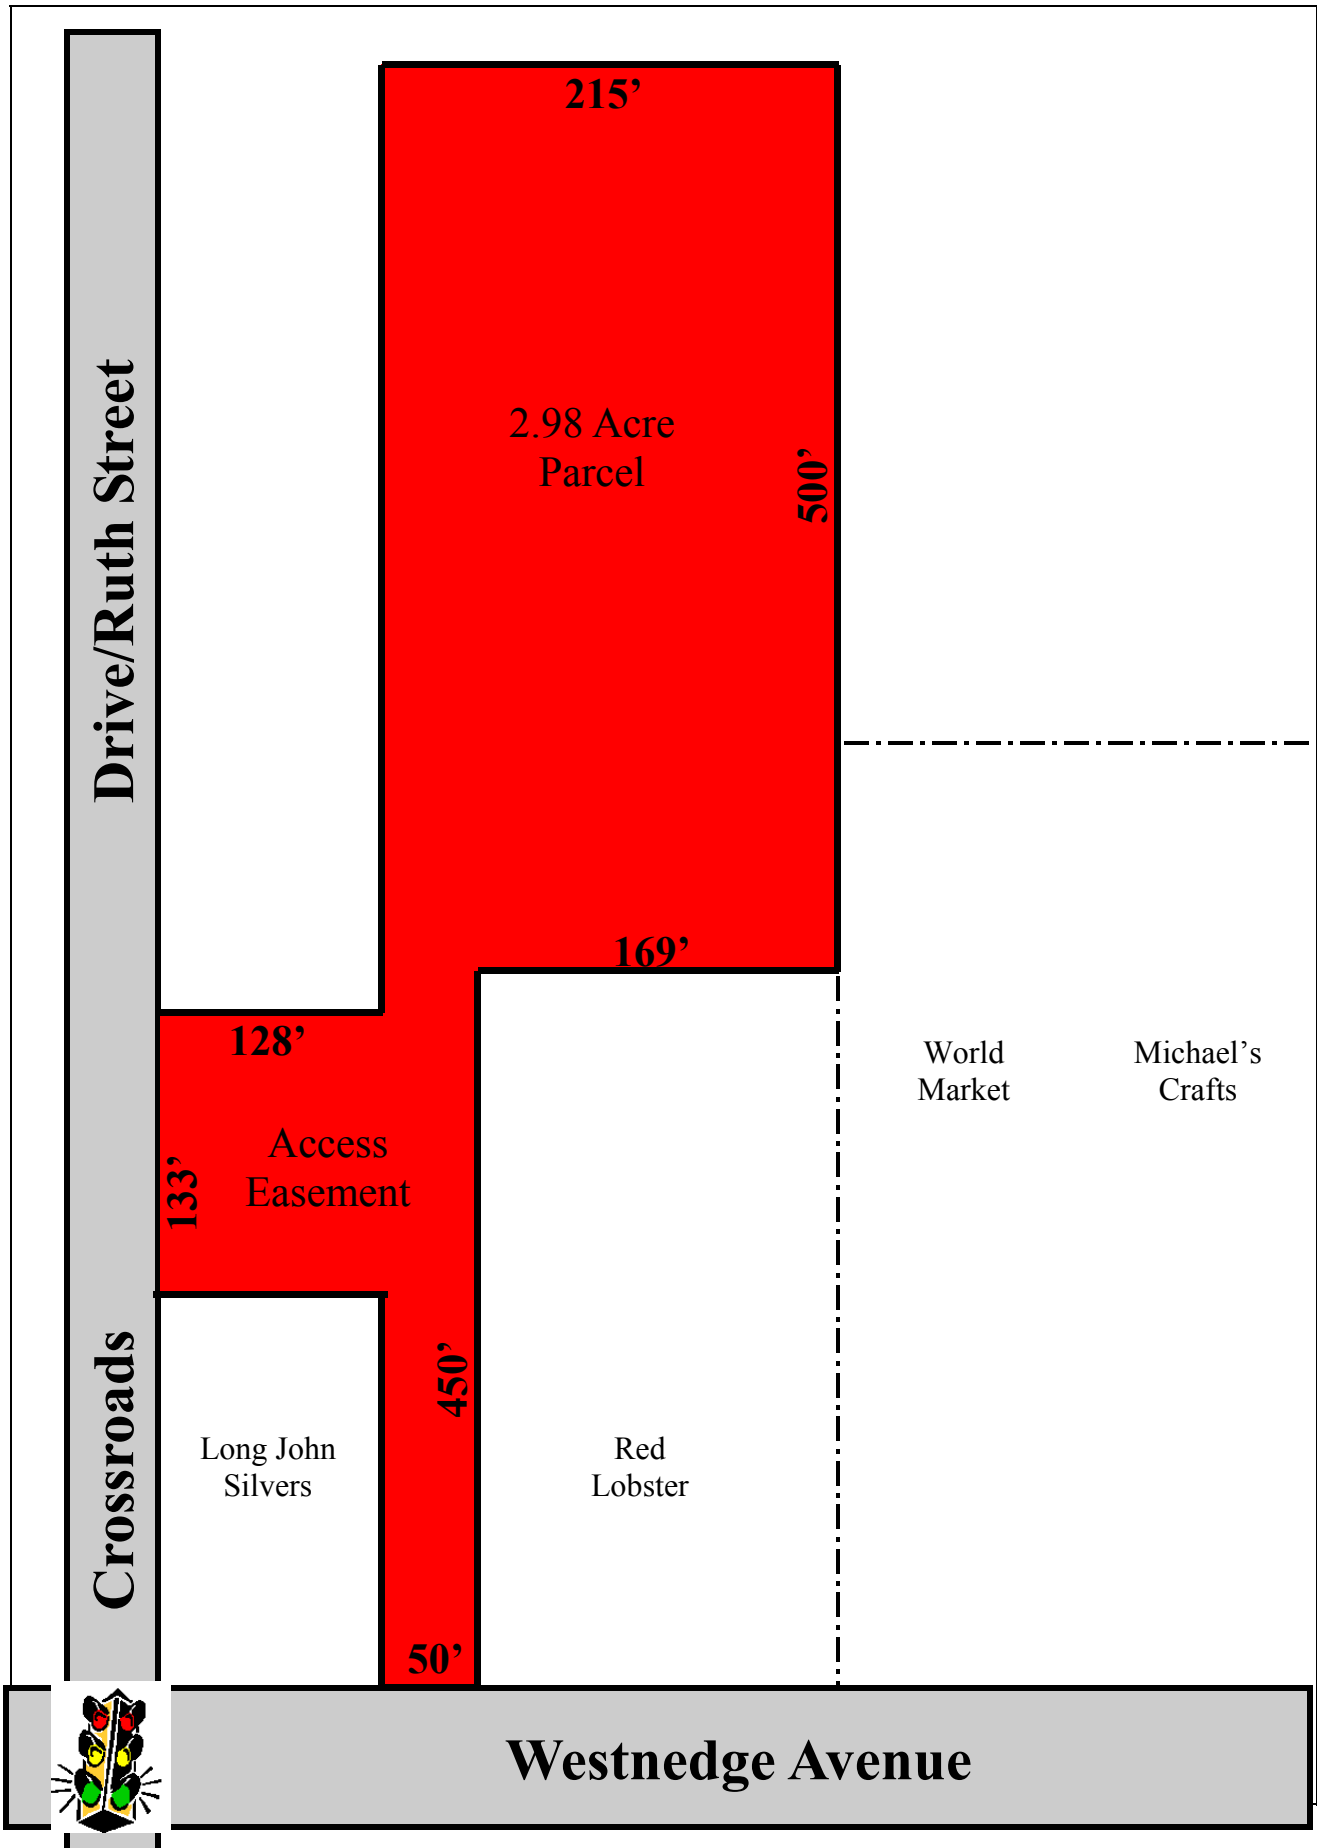 215’
2.98 Acre
Parcel
500’
169’
128’
Access
Easement
133’
450’
50’
World
Market
Michael’s
Crafts
Long John
Silvers
Red
Lobster
Crossroads Drive/Ruth Street
Westnedge Avenue